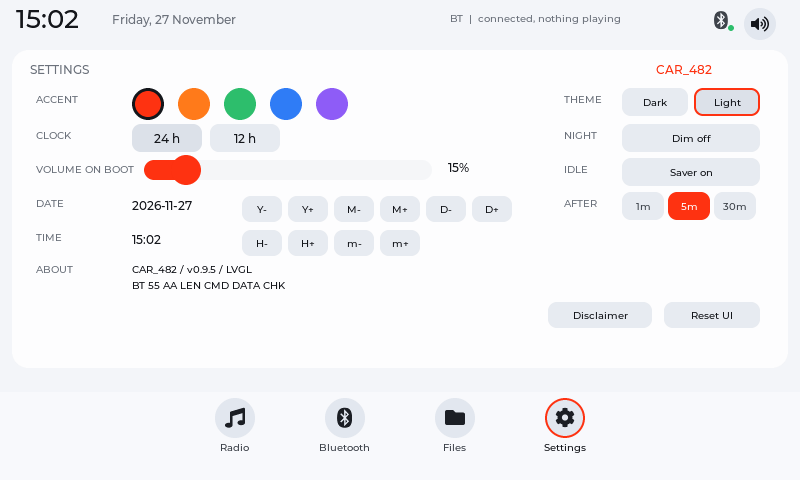 15:02 Friday, 27 November BT | connected, nothing playing
SETTINGS CAR_482
ACCENT THEME Dark Light
CLOCK 24 h 12 h NIGHT Dim off
VOLUME ON BOOT 15% IDLE Saver on
DATE 2026-11-27 Y- Y+ M- M+ D- D+ AFTER 1m 5m 30m
TIME 15:02 H- H+ m- m+
ABOUT CAR_482 / v0.9.5 / LVGL
BT 55 AA LEN CMD DATA CHK
Disclaimer Reset UI
Radio Bluetooth Files Settings